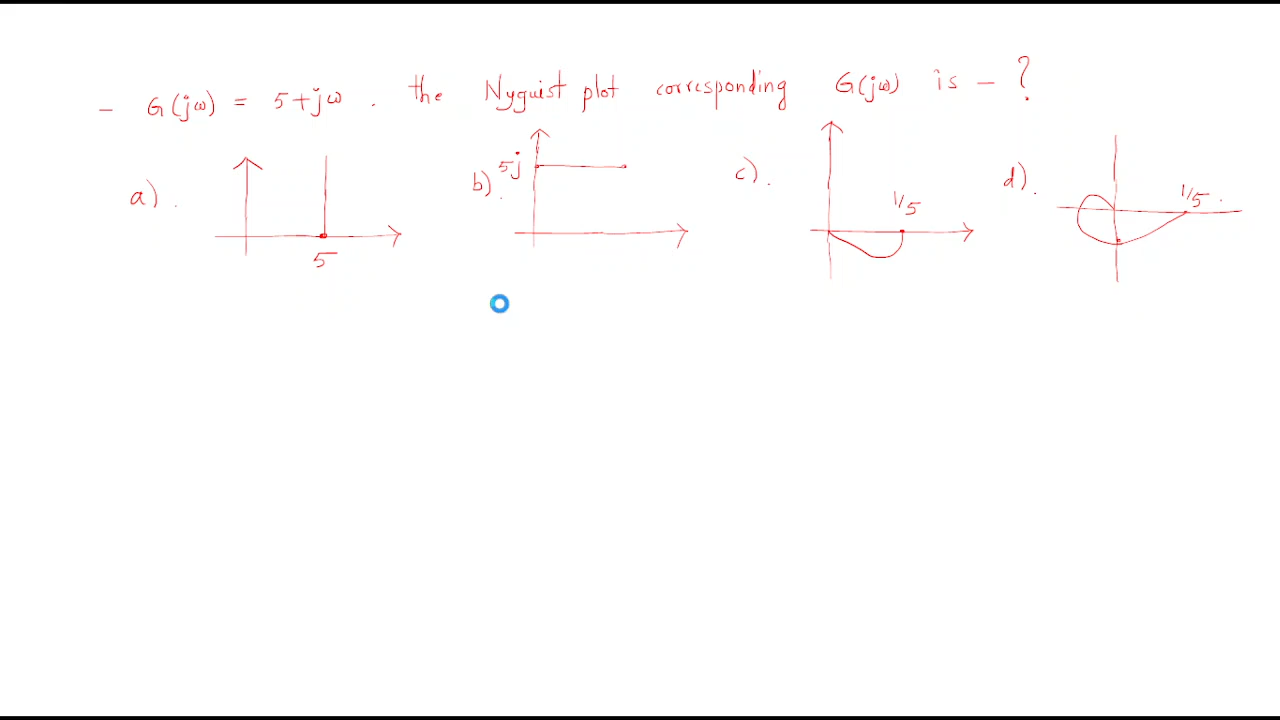 - G(jω) = 5+jω . the Nyquist plot corresponding G(jω) is - ?
a) .
5
b) .
5j
c) .
1/5
d) .
1/5 .